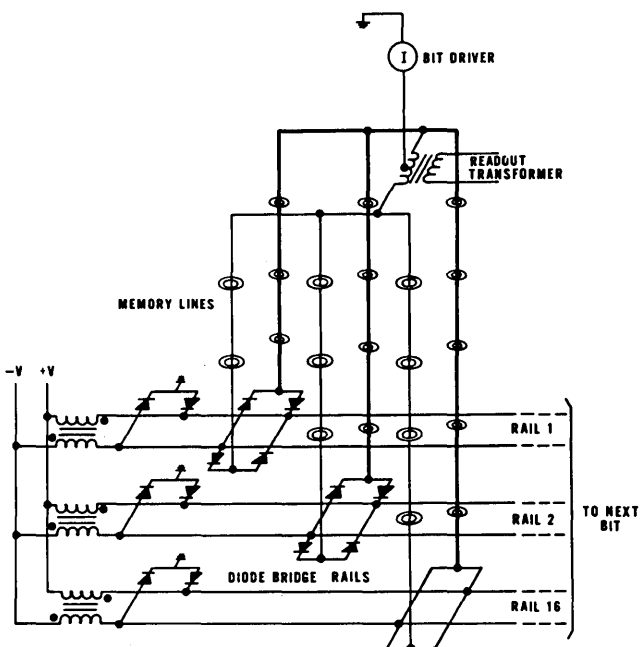 I BIT DRIVER
READOUT
TRANSFORMER
MEMORY LINES
-V +V
RAIL 1
RAIL 2
TO NEXT
BIT
DIODE BRIDGE RAILS
RAIL 16